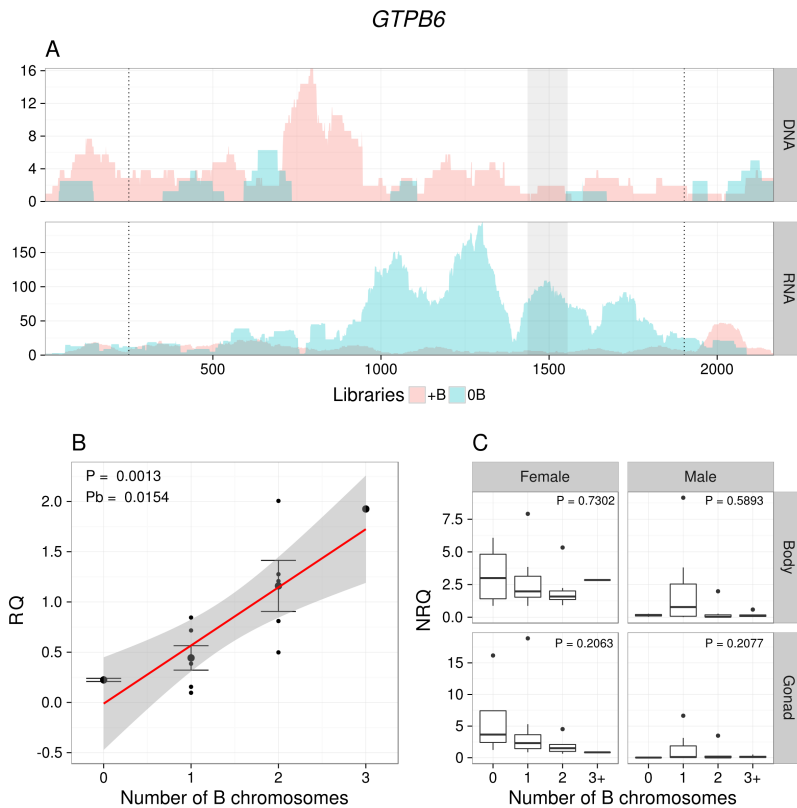 GTPB6
A
16
12
8
4
0
DNA
150
100
50
0
RNA
500 1000 1500 2000
Libraries +B 0B
B
P = 0.0013
Pb = 0.0154
2.0
1.5
1.0
0.5
0.0
-0.5
RQ
0 1 2 3
Number of B chromosomes
C
Female Male
P = 0.7302 P = 0.5893
7.5
5.0
2.5
0.0
Body
NRQ
P = 0.2063 P = 0.2077
15
10
5
0
Gonad
0 1 2 3+ 0 1 2 3+
Number of B chromosomes